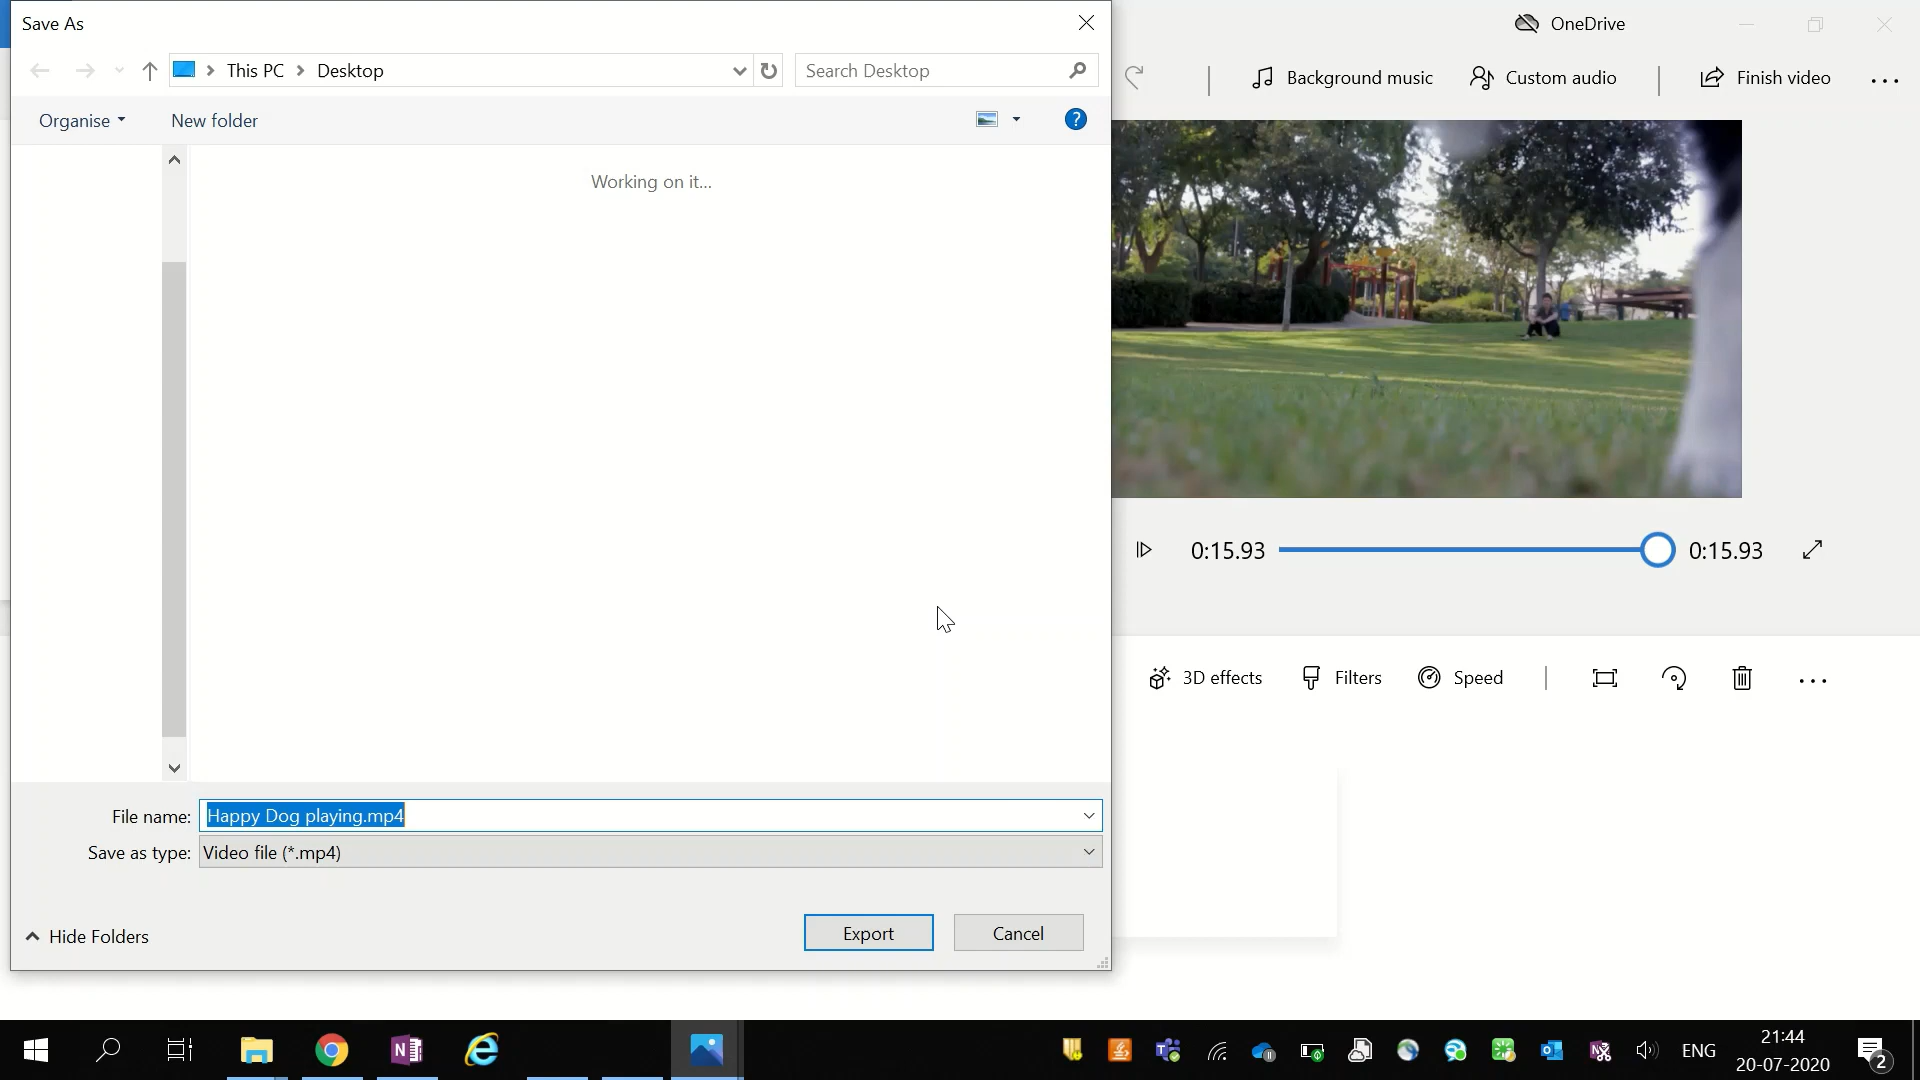 Save As
OneDrive
This PC
Desktop
Search Desktop
Background music
Custom audio
Finish video
Organise
New folder
?
Working on it...
0:15.93
0:15.93
3D effects
Filters
Speed
File name:
Happy Dog playing.mp4
Save as type:
Video file (*.mp4)
Hide Folders
Export
Cancel
ENG
21:44
20-07-2020
2